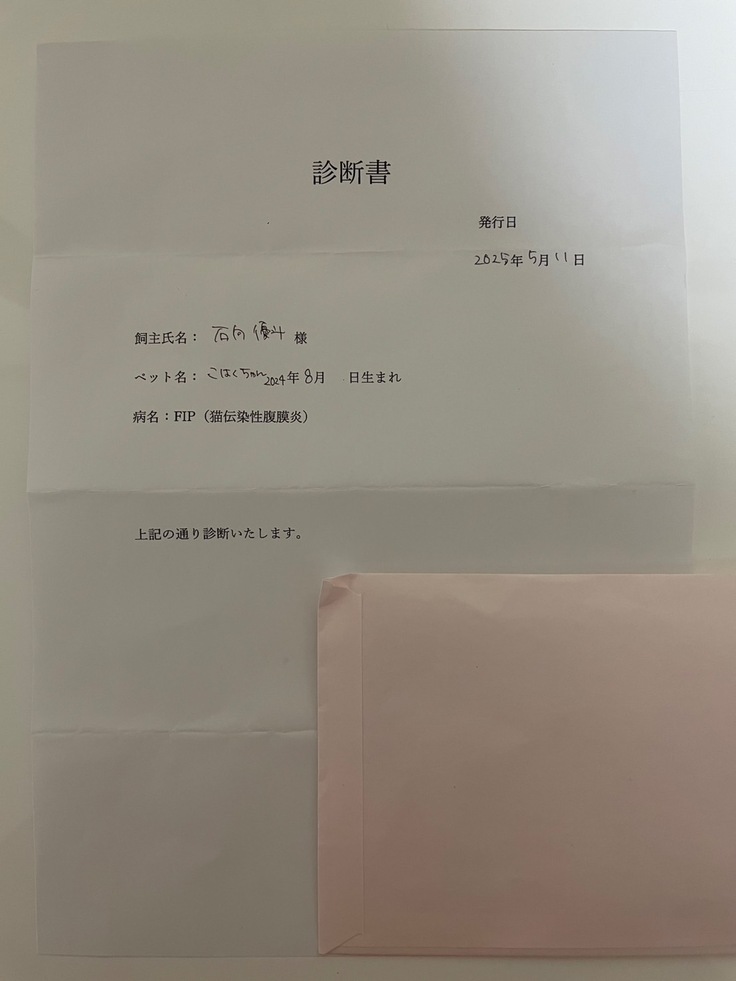 診断書
発行日
2025年5月11日
飼主氏名： 石向 優斗 様
ペット名： こはくちゃん 2024年8月 日生まれ
病名：FIP（猫伝染性腹膜炎）
上記の通り診断いたします。